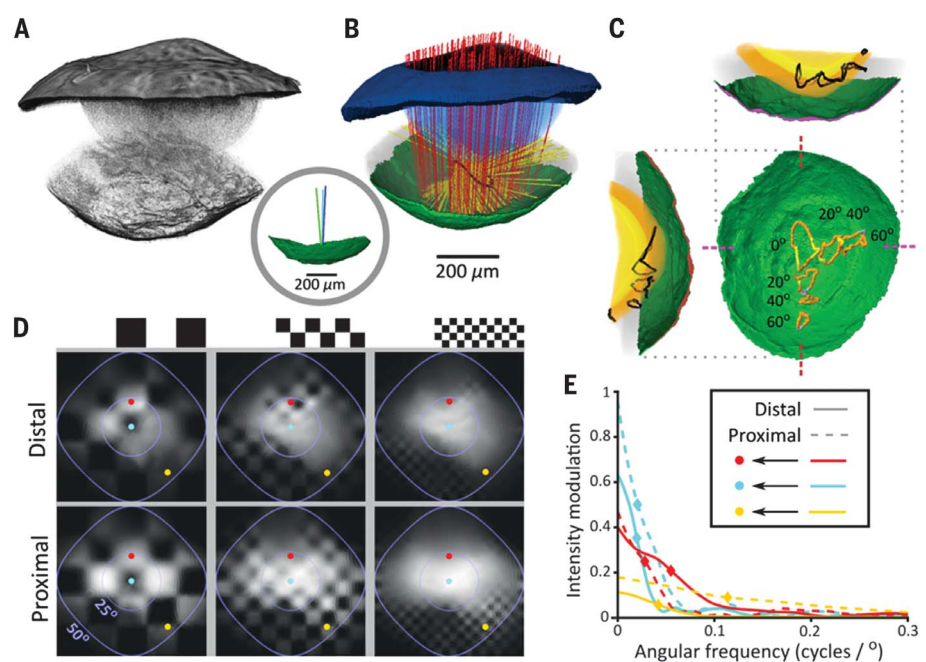 A
B
C
200 µm
200 µm
0°
20° 40°
60°
20°
40°
60°
D
Distal
Proximal
25°
50°
E
Intensity modulation
1
0.8
0.6
0.4
0.2
0
0
0.1
0.2
0.3
Angular frequency (cycles / °)
Distal
Proximal